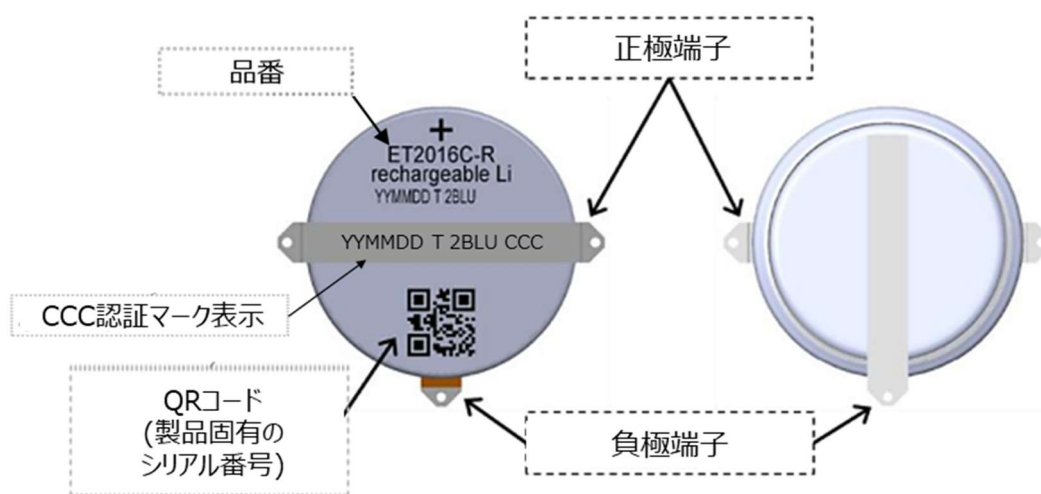 品番
正極端子
+
ET2016C-R
rechargeable Li
YYMMDD T 2BLU
YYMMDD T 2BLU CCC
CCC認証マーク表示
QRコード
(製品固有の
シリアル番号)
負極端子